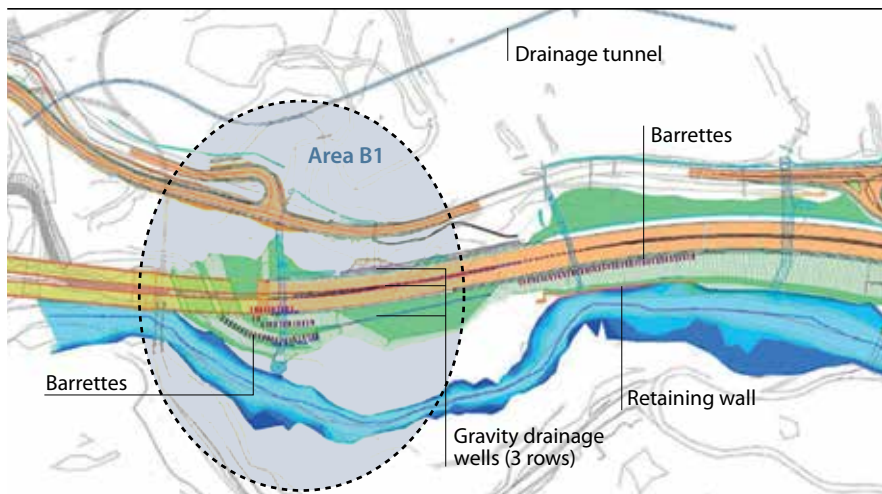 Drainage tunnel
Barrettes
Area B1
Barrettes
Retaining wall
Gravity drainage
wells (3 rows)